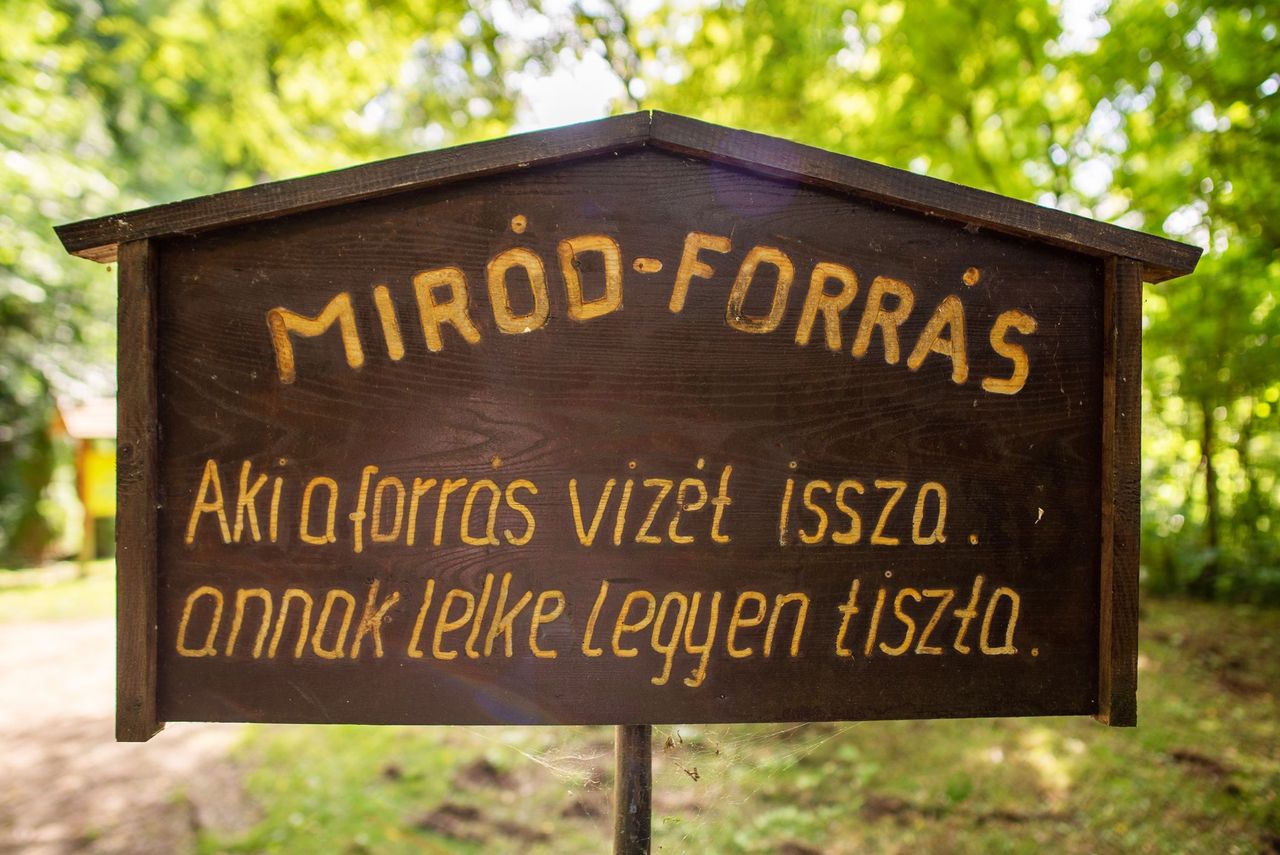 MIRÓD-FORRÁS
Aki a forrás vizét issza.
annak lelke legyen tiszta.